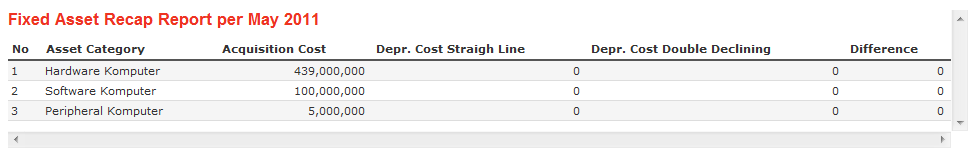 Fixed Asset Recap Report per May 2011
No Asset Category Acquisition Cost Depr. Cost Straigh Line Depr. Cost Double Declining Difference
1 Hardware Komputer 439,000,000 0 0 0
2 Software Komputer 100,000,000 0 0 0
3 Peripheral Komputer 5,000,000 0 0 0